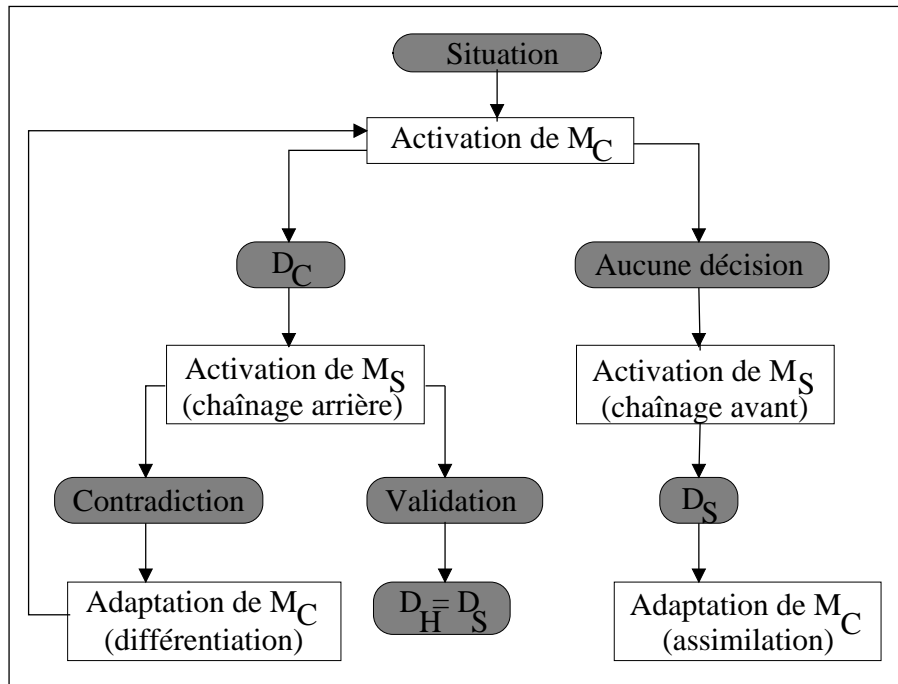 Situation
Activation de M_C
D_C
Aucune décision
Activation de M_S
(chaînage arrière)
Activation de M_S
(chaînage avant)
Contradiction
Validation
D_S
Adaptation de M_C
(différentiation)
D_H = D_S
Adaptation de M_C
(assimilation)